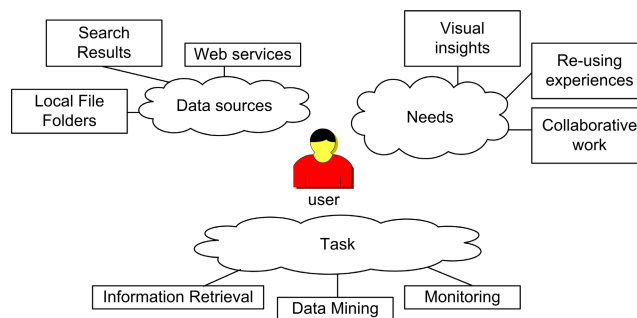 Search
Results
Web services
Local File
Folders
Data sources
Visual
insights
Re-using
experiences
Needs
Collaborative
work
user
Task
Information Retrieval
Data Mining
Monitoring